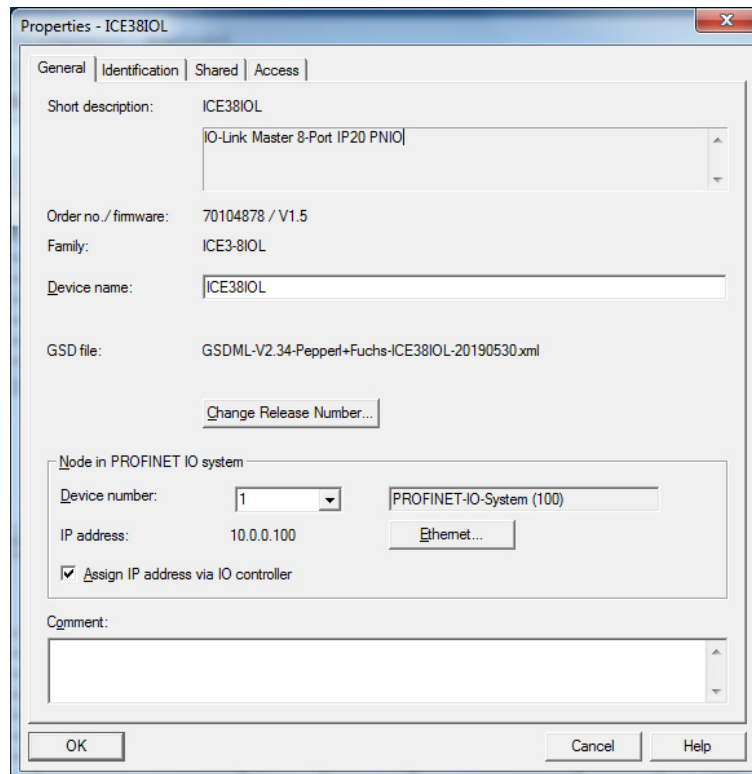 Properties - ICE38IOL
General Identification Shared Access
Short description: ICE38IOL
IO-Link Master 8-Port IP20 PNIO
Order no./ firmware: 70104878 / V1.5
Family: ICE3-8IOL
Device name: ICE38IOL
GSD file: GSDML-V2.34-Pepperl+Fuchs-ICE38IOL-20190530.xml
Change Release Number...
Node in PROFINET IO system
Device number: 1 PROFINET-IO-System (100)
IP address: 10.0.0.100 Ethernet...
Assign IP address via IO controller
Comment:
OK Cancel Help